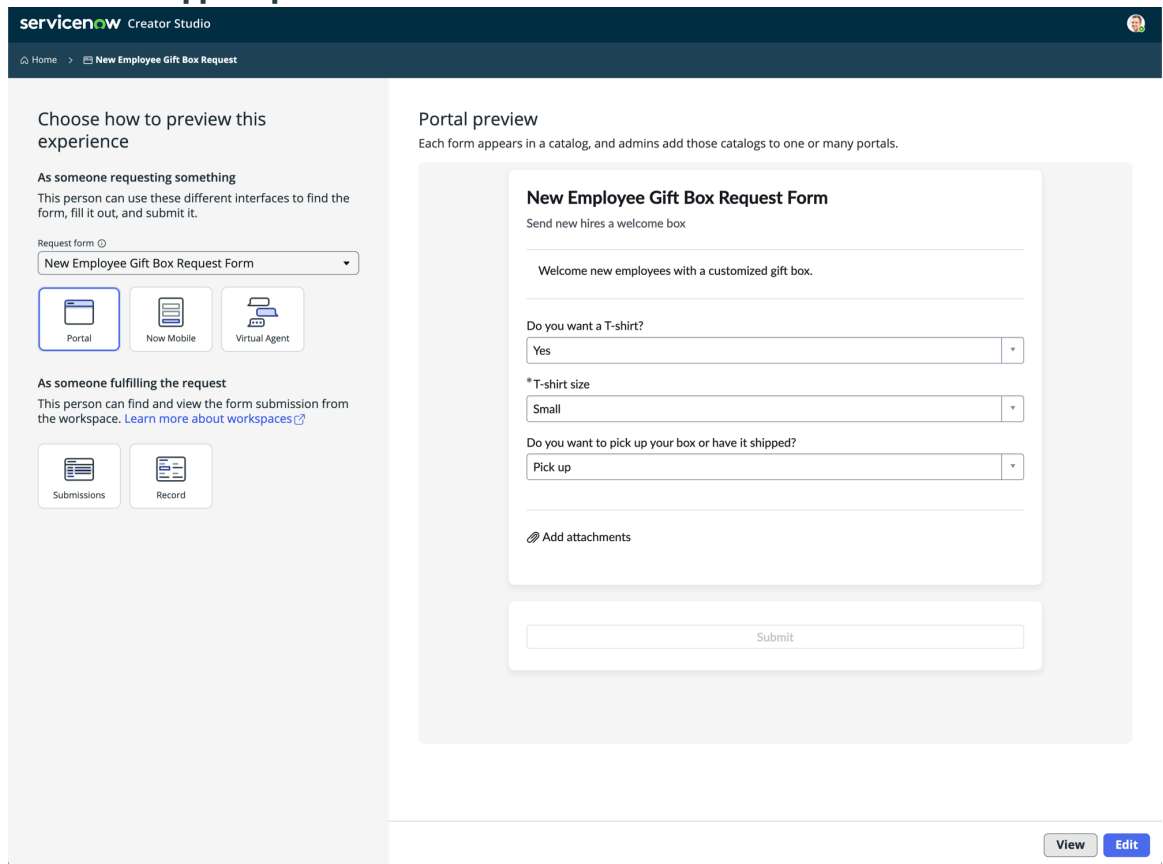 servicenow Creator Studio
Home > New Employee Gift Box Request
Choose how to preview this
experience
As someone requesting something
This person can use these different interfaces to find the
form, fill it out, and submit it.
Request form
New Employee Gift Box Request Form
Portal
Now Mobile
Virtual Agent
As someone fulfilling the request
This person can find and view the form submission from
the workspace. Learn more about workspaces
Submissions
Record
Portal preview
Each form appears in a catalog, and admins add those catalogs to one or many portals.
New Employee Gift Box Request Form
Send new hires a welcome box
Welcome new employees with a customized gift box.
Do you want a T-shirt?
Yes
*T-shirt size
Small
Do you want to pick up your box or have it shipped?
Pick up
Add attachments
Submit
View
Edit